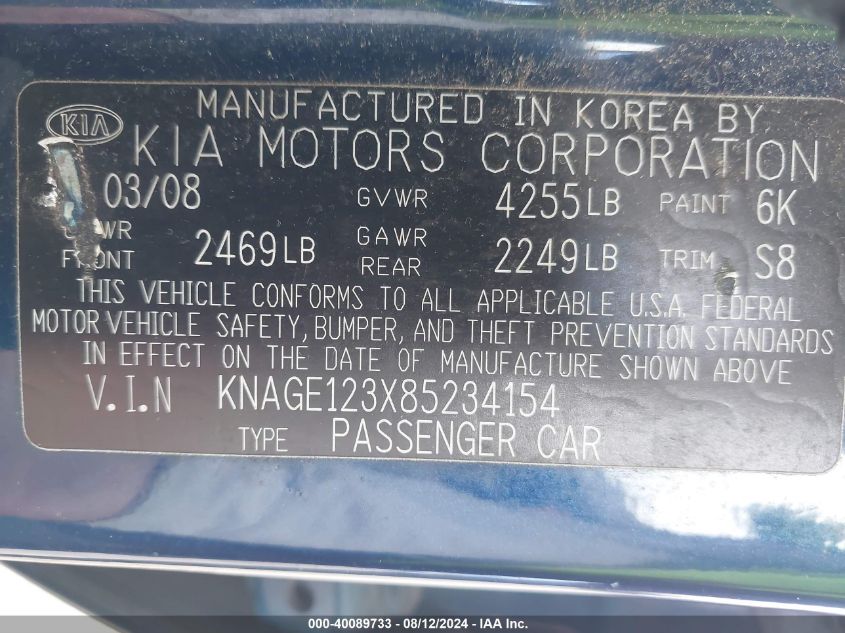 MANUFACTURED IN KOREA BY
KIA
KIA MOTORS CORPORATION
03/08 GVWR 4255LB PAINT 6K
GAWR FRONT 2469LB GAWR REAR 2249LB TRIM S8
THIS VEHICLE CONFORMS TO ALL APPLICABLE U.S.A. FEDERAL
MOTOR VEHICLE SAFETY, BUMPER, AND THEFT PREVENTION STANDARDS
IN EFFECT ON THE DATE OF MANUFACTURE SHOWN ABOVE
V.I.N KNAGE123X85234154
TYPE PASSENGER CAR
000-40089733 - 08/12/2024 - IAA Inc.